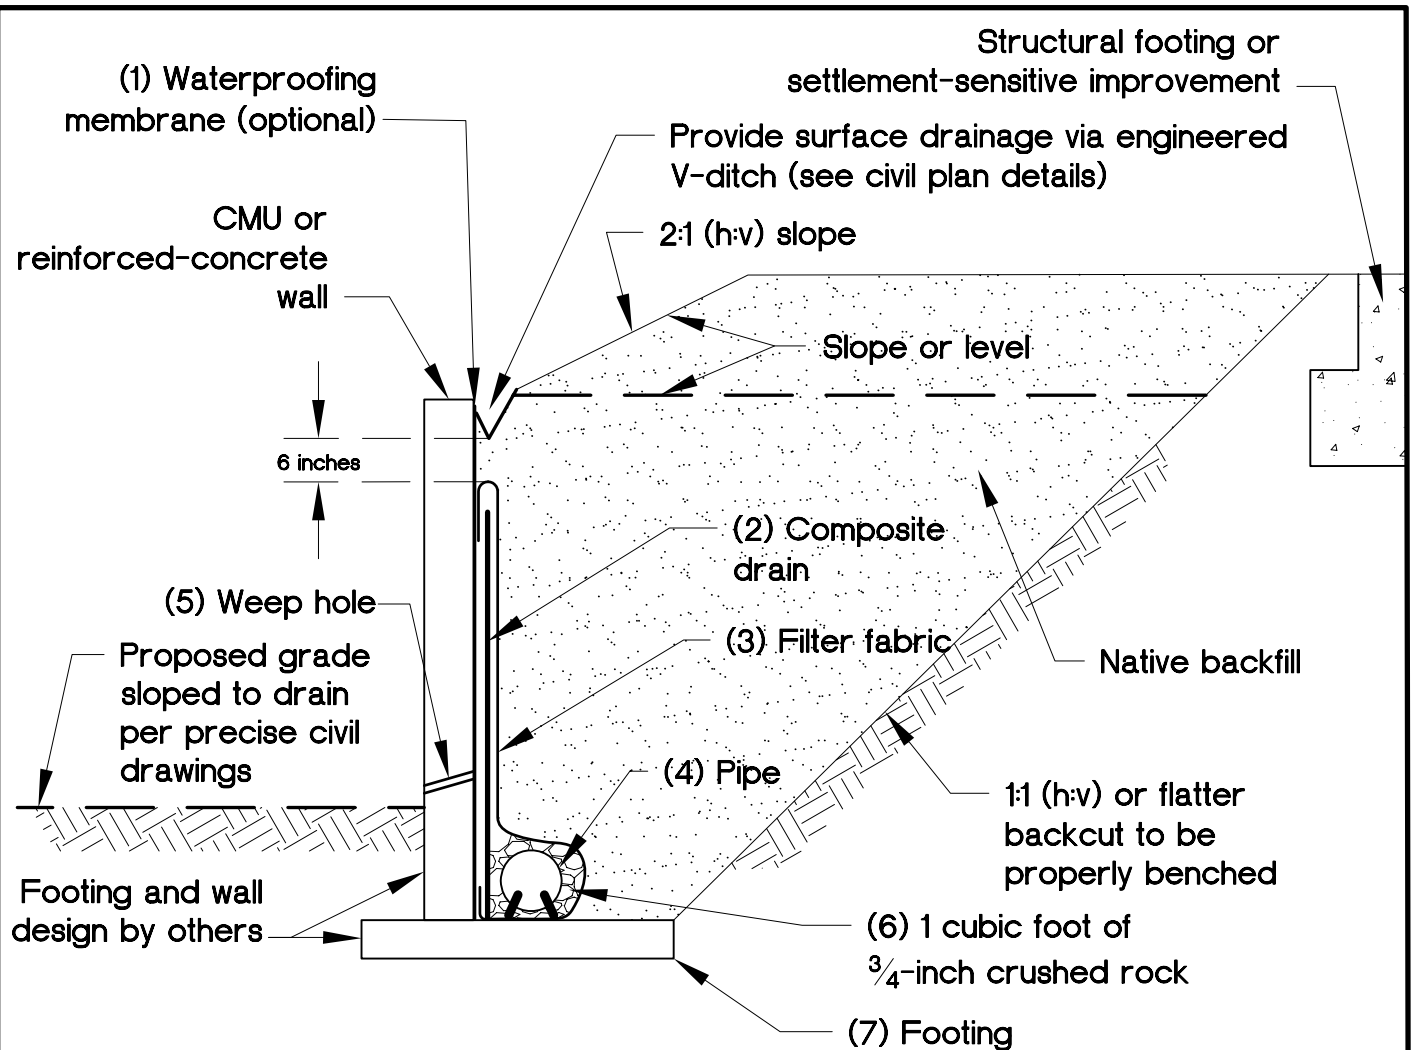 Structural footing or
settlement-sensitive improvement
(1) Waterproofing
membrane (optional)
Provide surface drainage via engineered
V-ditch (see civil plan details)
CMU or
reinforced-concrete
wall
2:1 (h:v) slope
Slope or level
6 inches
(2) Composite
drain
(5) Weep hole
(3) Filter fabric
Proposed grade
sloped to drain
per precise civil
drawings
Native backfill
(4) Pipe
1:1 (h:v) or flatter
backcut to be
properly benched
Footing and wall
design by others
(6) 1 cubic foot of
3/4-inch crushed rock
(7) Footing